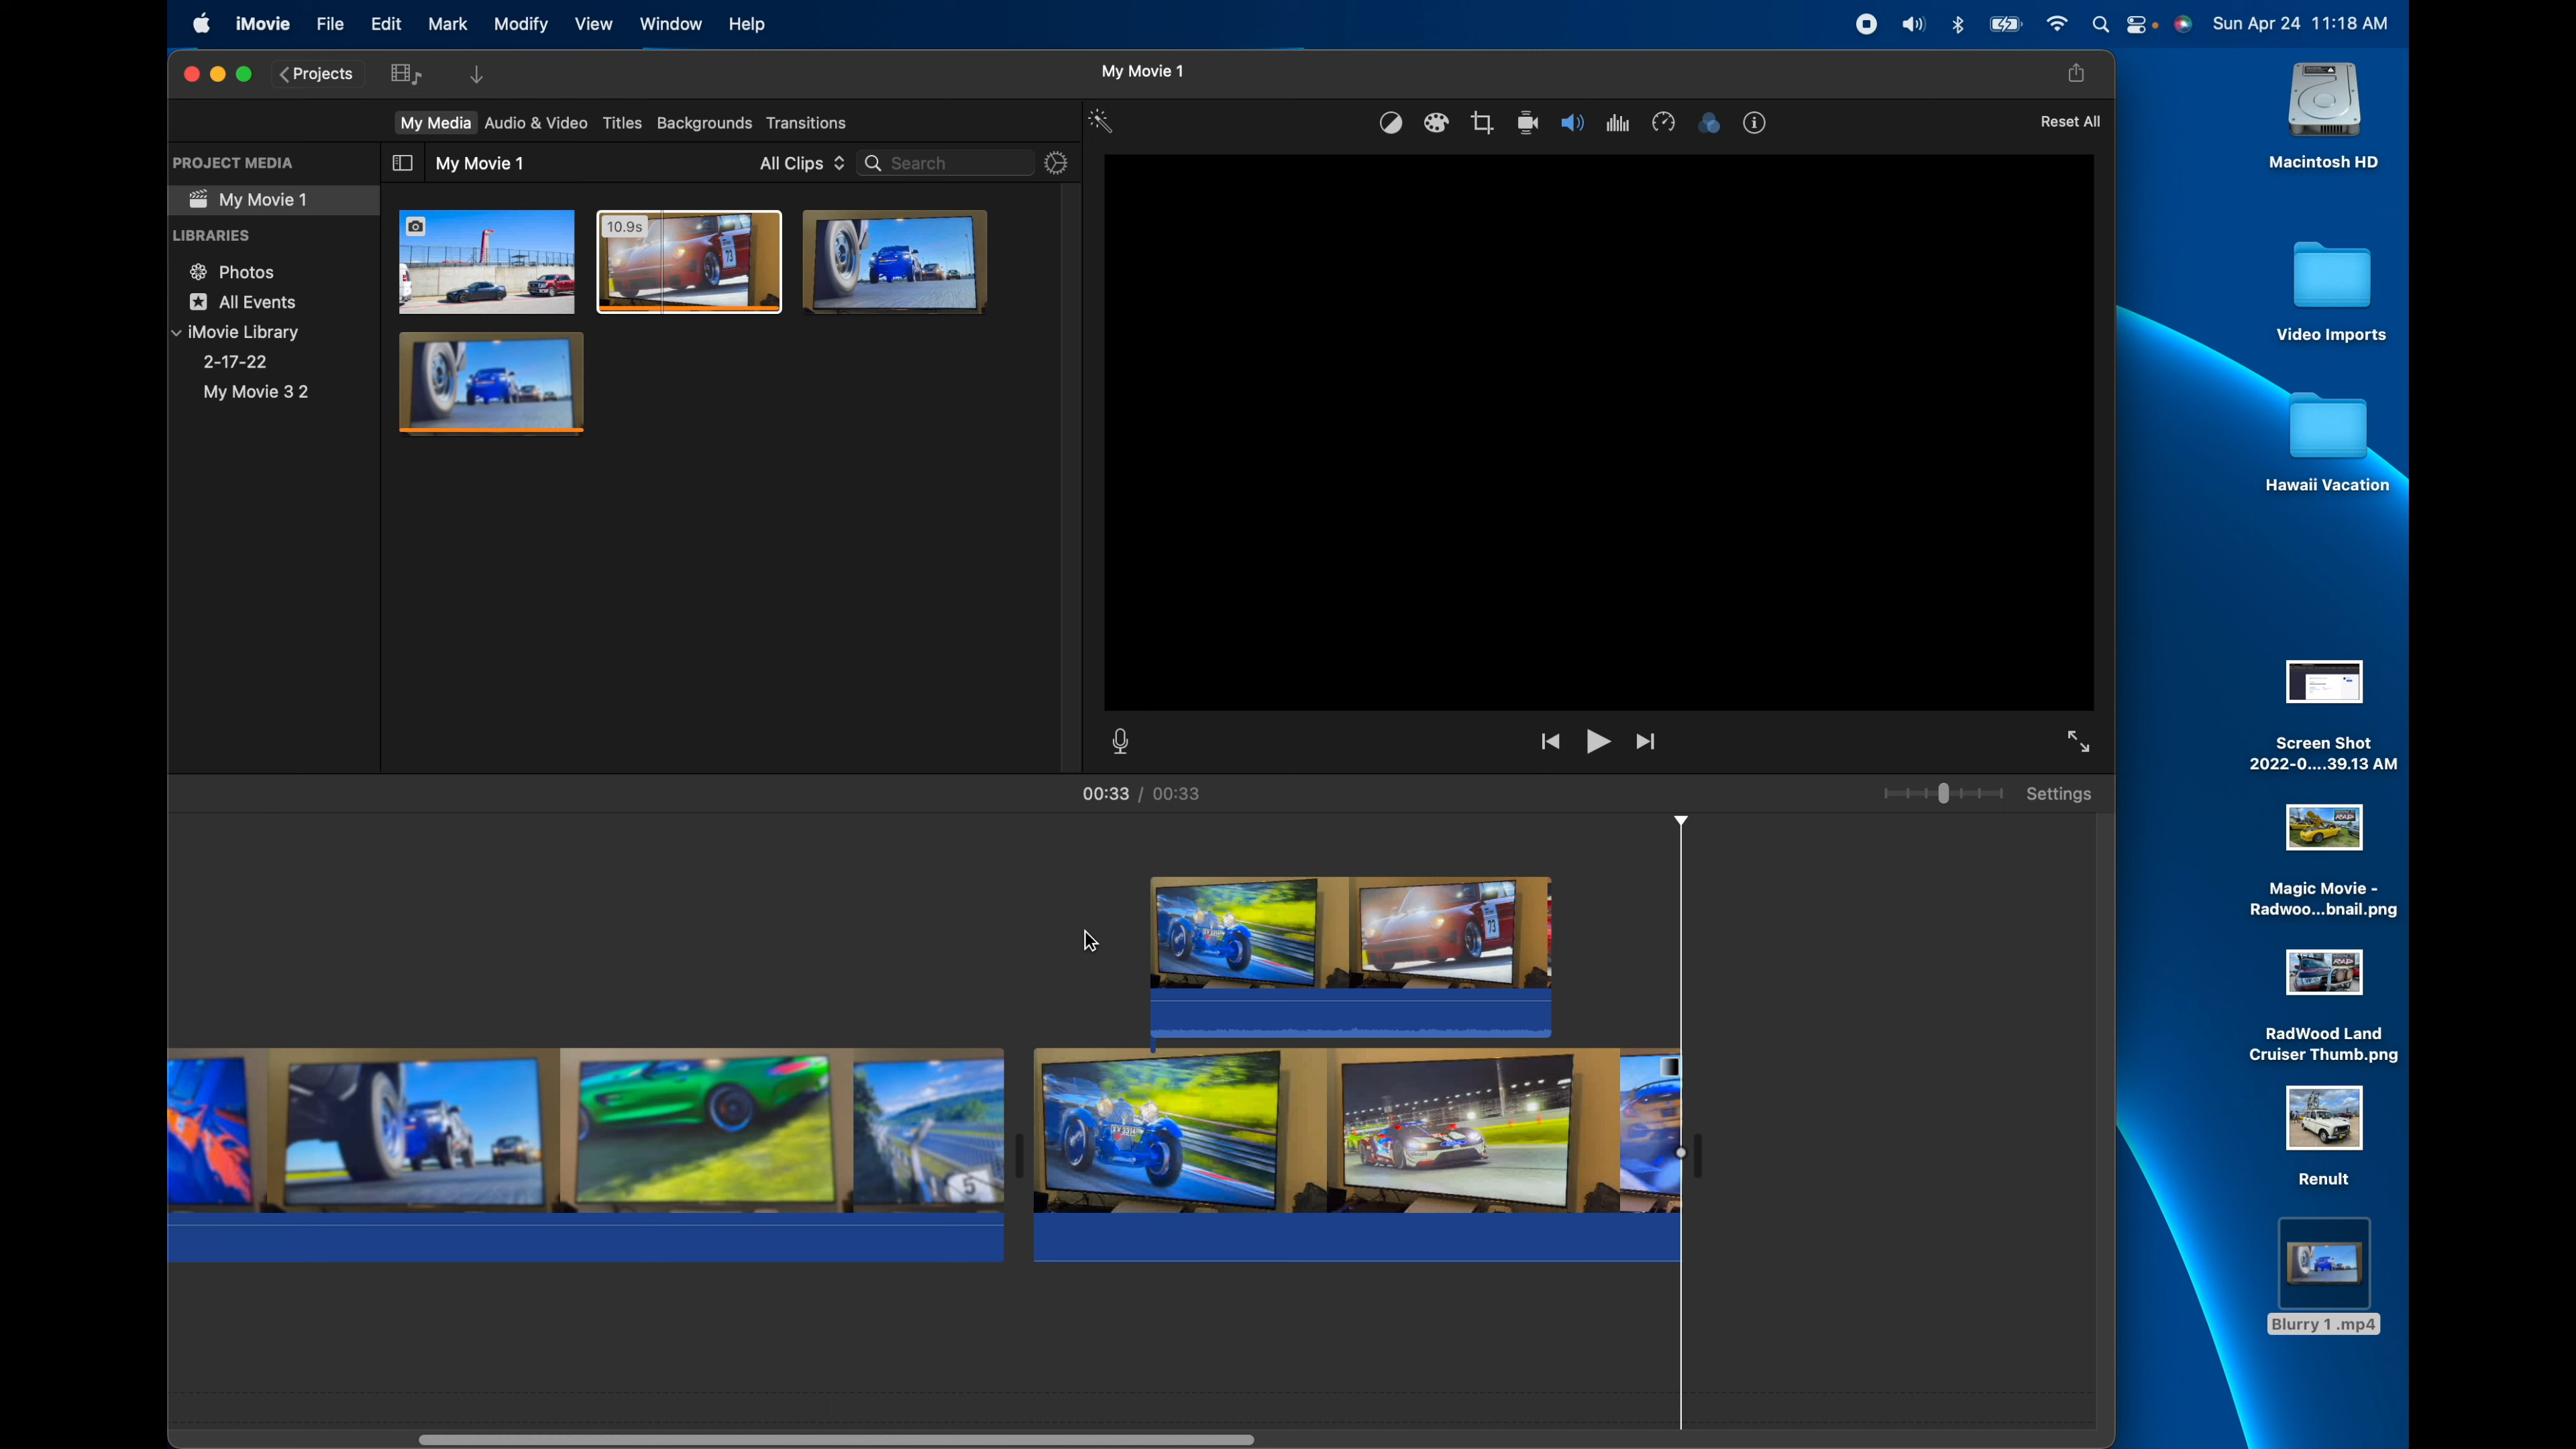 iMovie File Edit Mark Modify View Window Help
Sun Apr 24 11:18 AM
Projects
My Movie 1
My Media Audio & Video Titles Backgrounds Transitions
Reset All
PROJECT MEDIA
My Movie 1
All Clips
Search
My Movie 1
LIBRARIES
Photos
All Events
iMovie Library
2-17-22
My Movie 3 2
10.9s
73
00:33 / 00:33
Settings
73
5
Macintosh HD
Video Imports
Hawaii Vacation
Screen Shot
2022-0....39.13 AM
Magic Movie -
Radwoo...bnail.png
RadWood Land
Cruiser Thumb.png
Renult
Blurry 1 .mp4